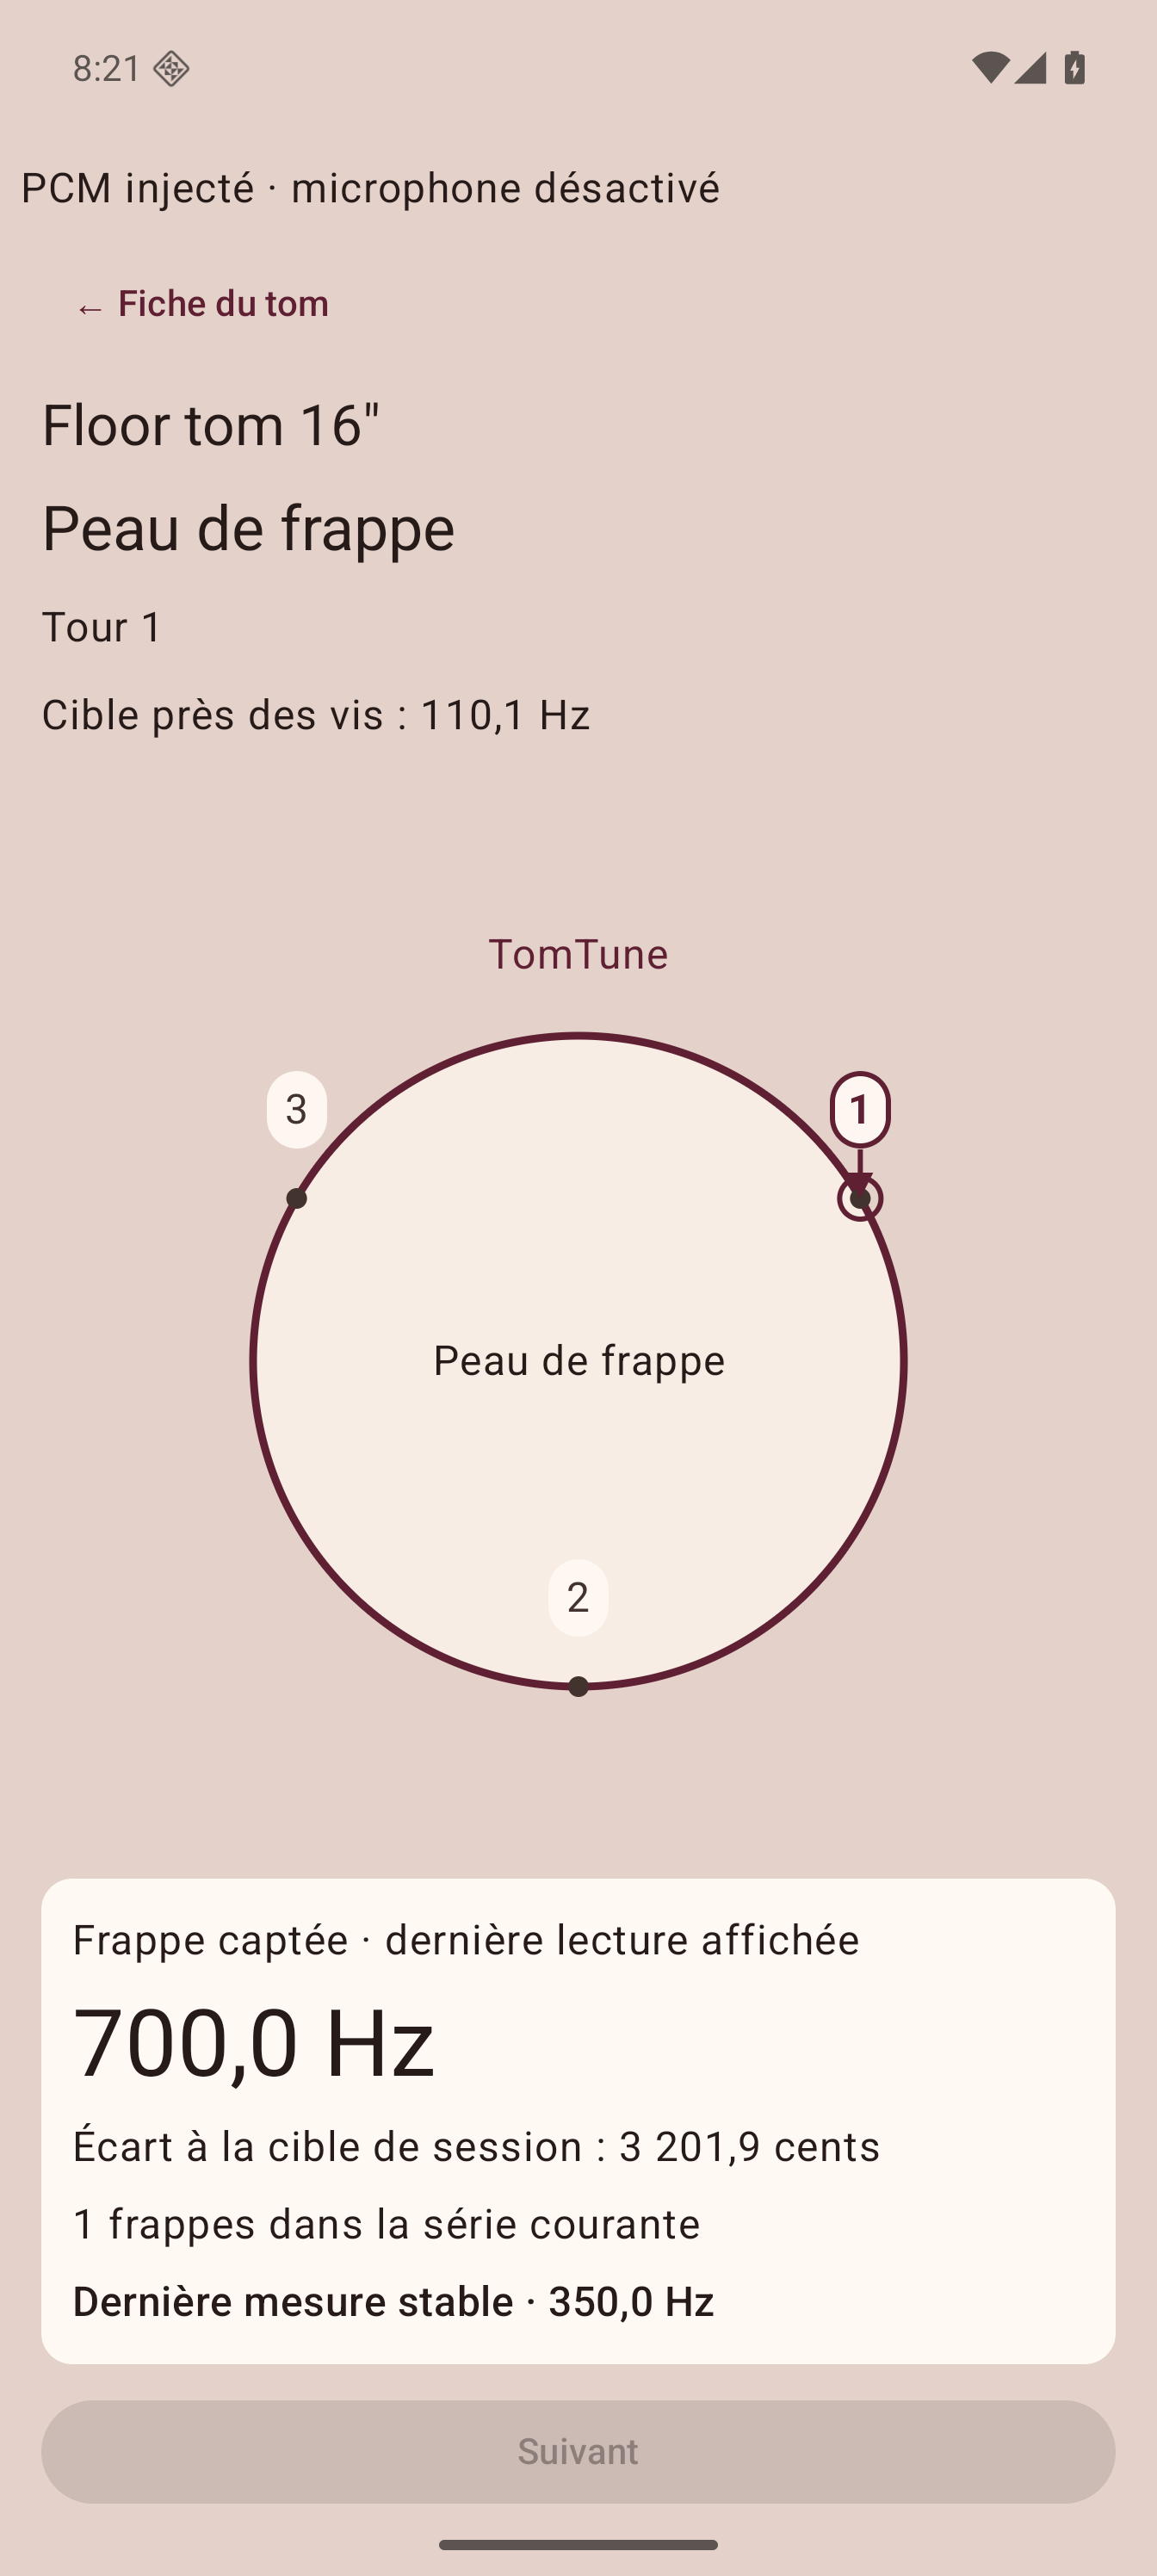 8:21
PCM injecté · microphone désactivé
← Fiche du tom
Floor tom 16"
Peau de frappe
Tour 1
Cible près des vis : 110,1 Hz
TomTune
3
1
Peau de frappe
2
Frappe captée · dernière lecture affichée
700,0 Hz
Écart à la cible de session : 3 201,9 cents
1 frappes dans la série courante
Dernière mesure stable · 350,0 Hz
Suivant